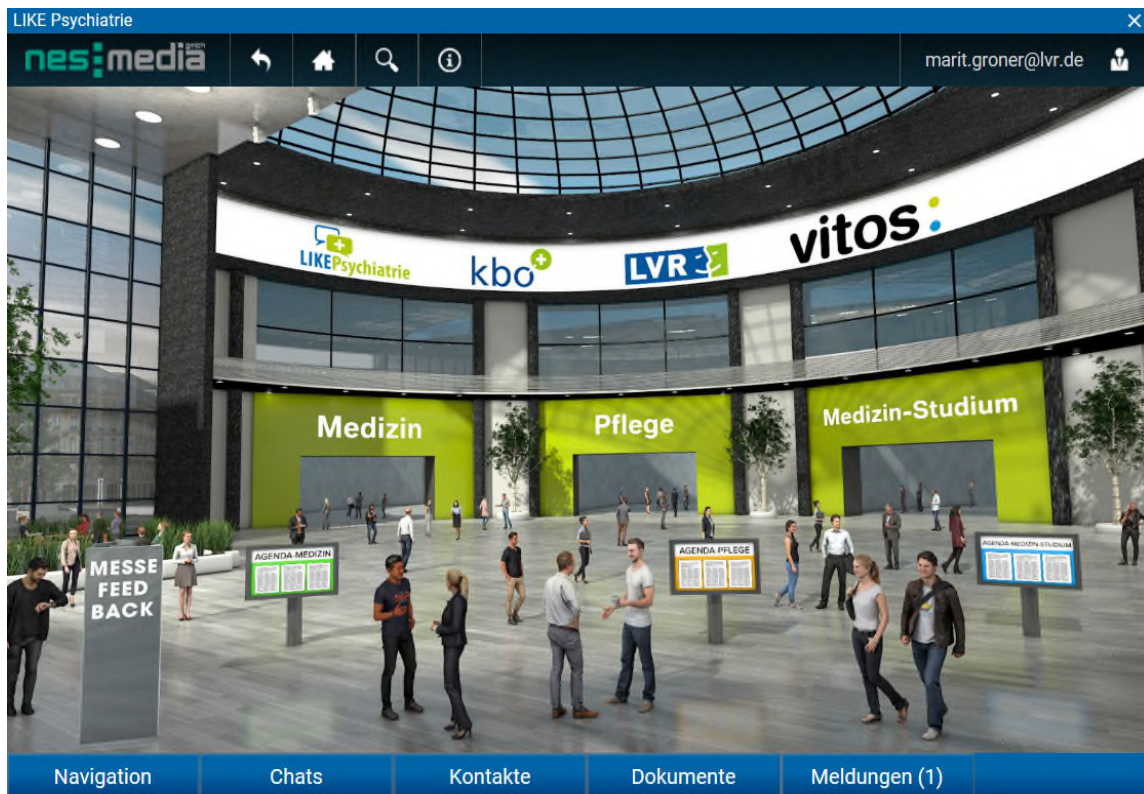 LIKE Psychiatrie
nes:media gmbh
marit.groner@lvr.de
LIKEPsychiatrie
kbo
LVR
vitos:
Medizin
Pflege
Medizin-Studium
AGENDA-MEDIZIN
AGENDA-PFLEGE
AGENDA-MEDIZIN-STUDIUM
MESSE
FEED
BACK
Navigation
Chats
Kontakte
Dokumente
Meldungen (1)